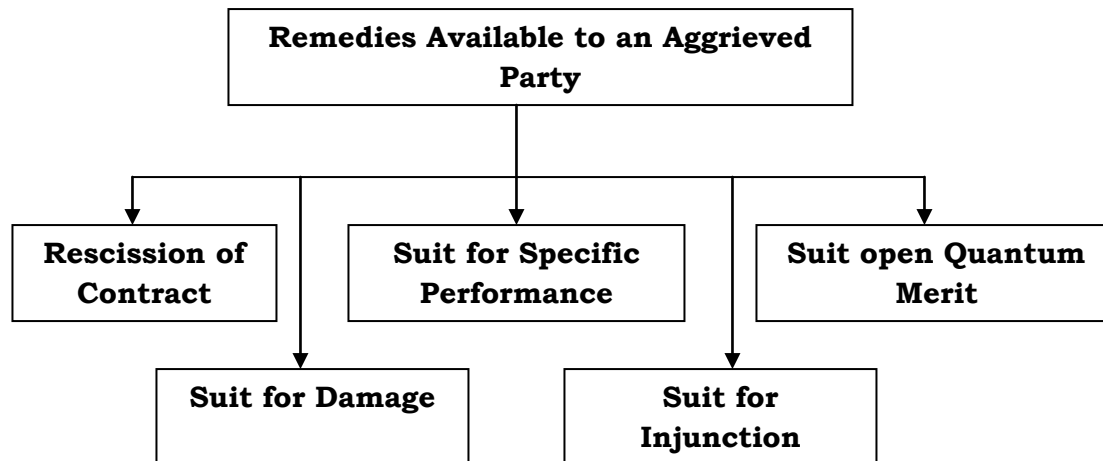 Remedies Available to an Aggrieved
Party
Rescission of
Contract
Suit for Specific
Performance
Suit open Quantum
Merit
Suit for Damage
Suit for
Injunction